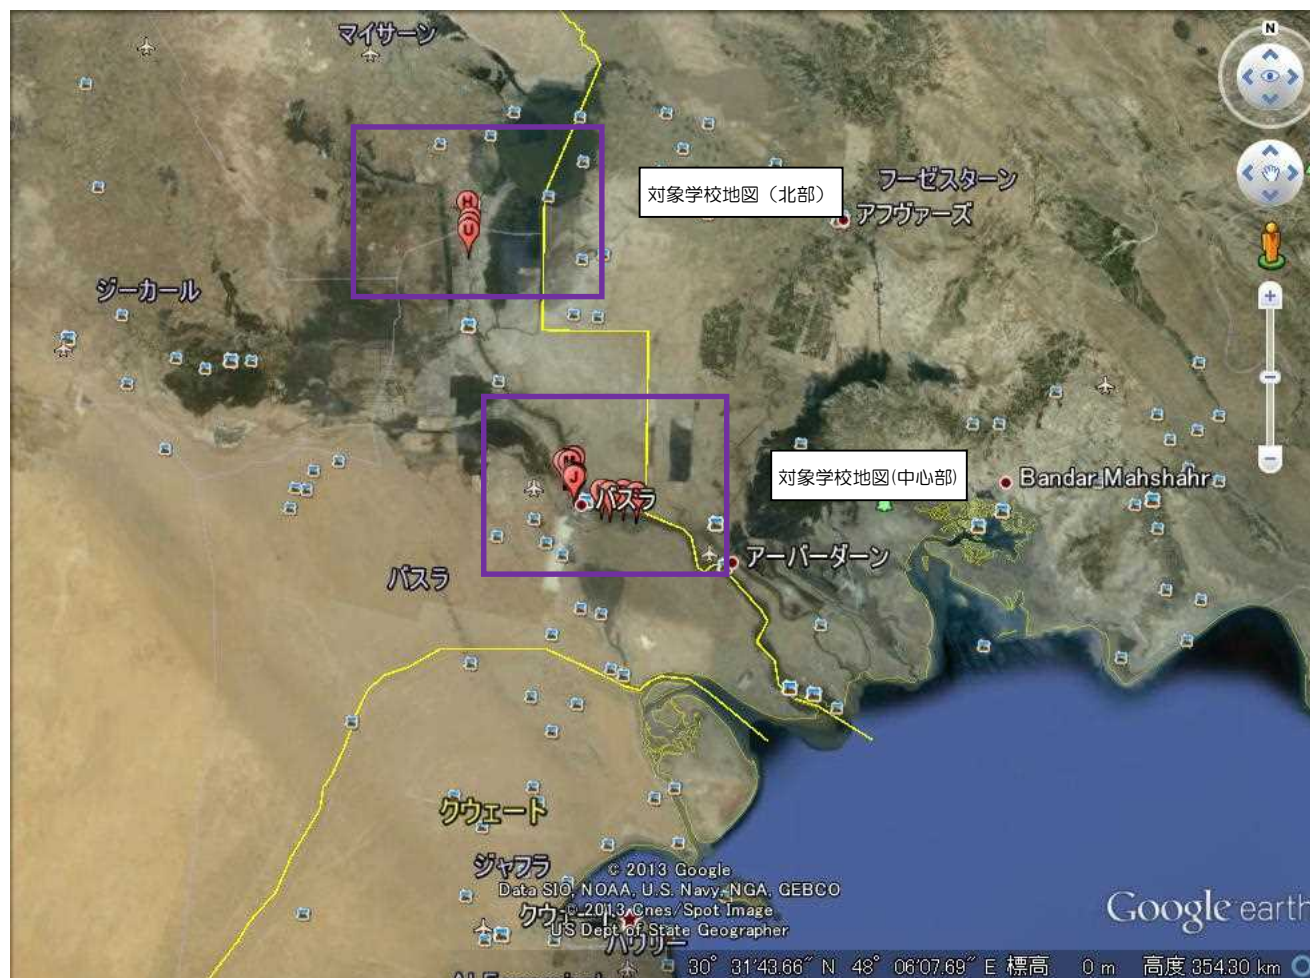 マイサーン
N
対象学校地図（北部）
フーゼスターン
アフヴァーズ
H
U
ジーカール
J
バスラ
対象学校地図(中心部)
Bandar Mahshahr
アーバーダーン
バスラ
クウェート
ジャフラ
© 2013 Google
Data SIO, NOAA, U.S. Navy, NGA, GEBCO
© 2013 Cnes/Spot Image
US Dept of State Geographer
ハワリー
Google earth
30° 31'43.66" N 48° 06'07.69" E 標高 0 m 高度 354.30 km